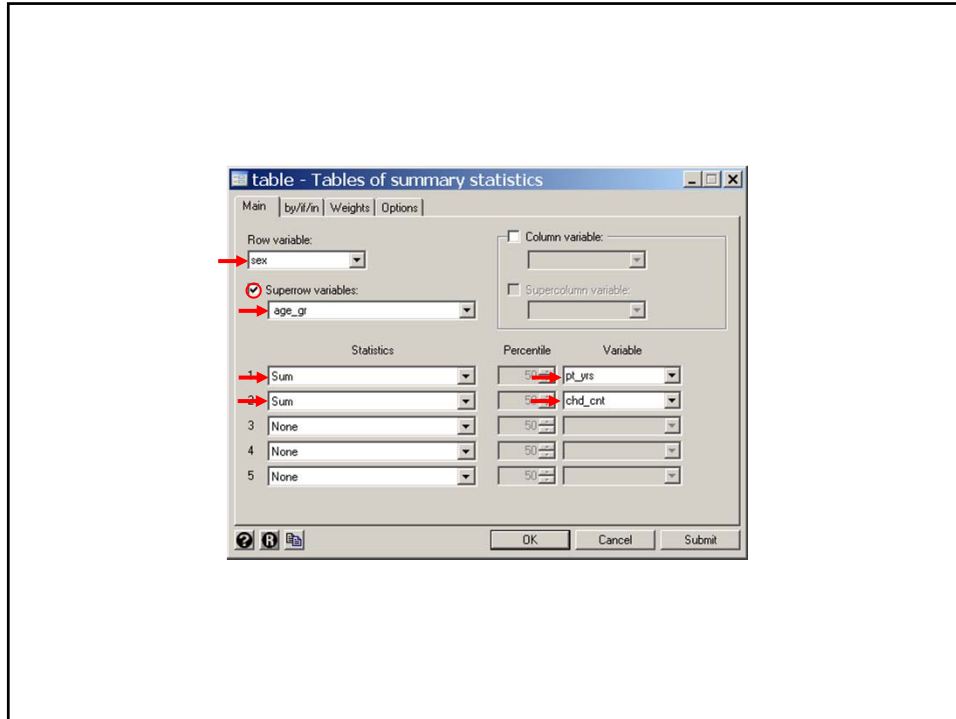 table - Tables of summary statistics
Main by/if/in Weights Options
Row variable:
sex
Column variable:
Superrow variables:
age_gr
Supercolumn variable:
Statistics Percentile Variable
1 Sum 50 pt_yrs
2 Sum 50 chd_cnt
3 None 50
4 None 50
5 None 50
? R OK Cancel Submit